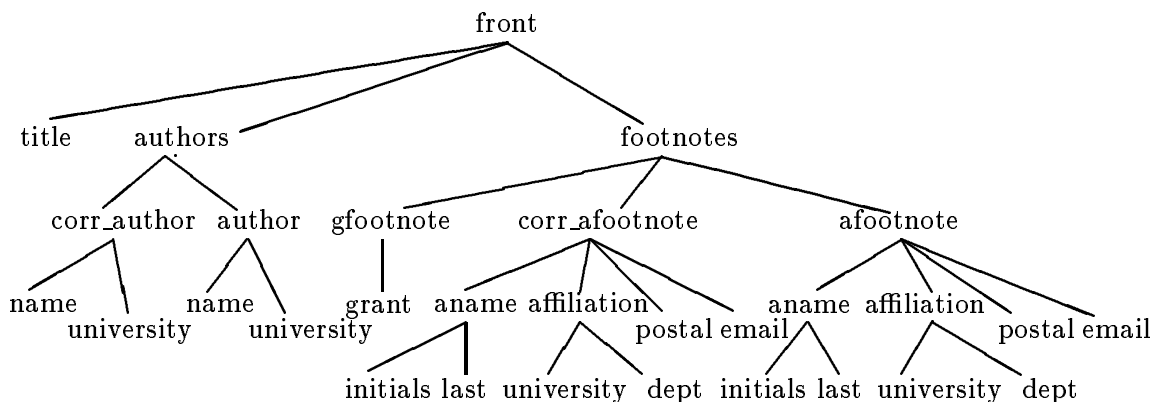 front
title authors footnotes
corr_author author gfootnote corr_afootnote afootnote
name name grant aname affiliation aname affiliation
university university postal email postal email
initials last university dept initials last university dept